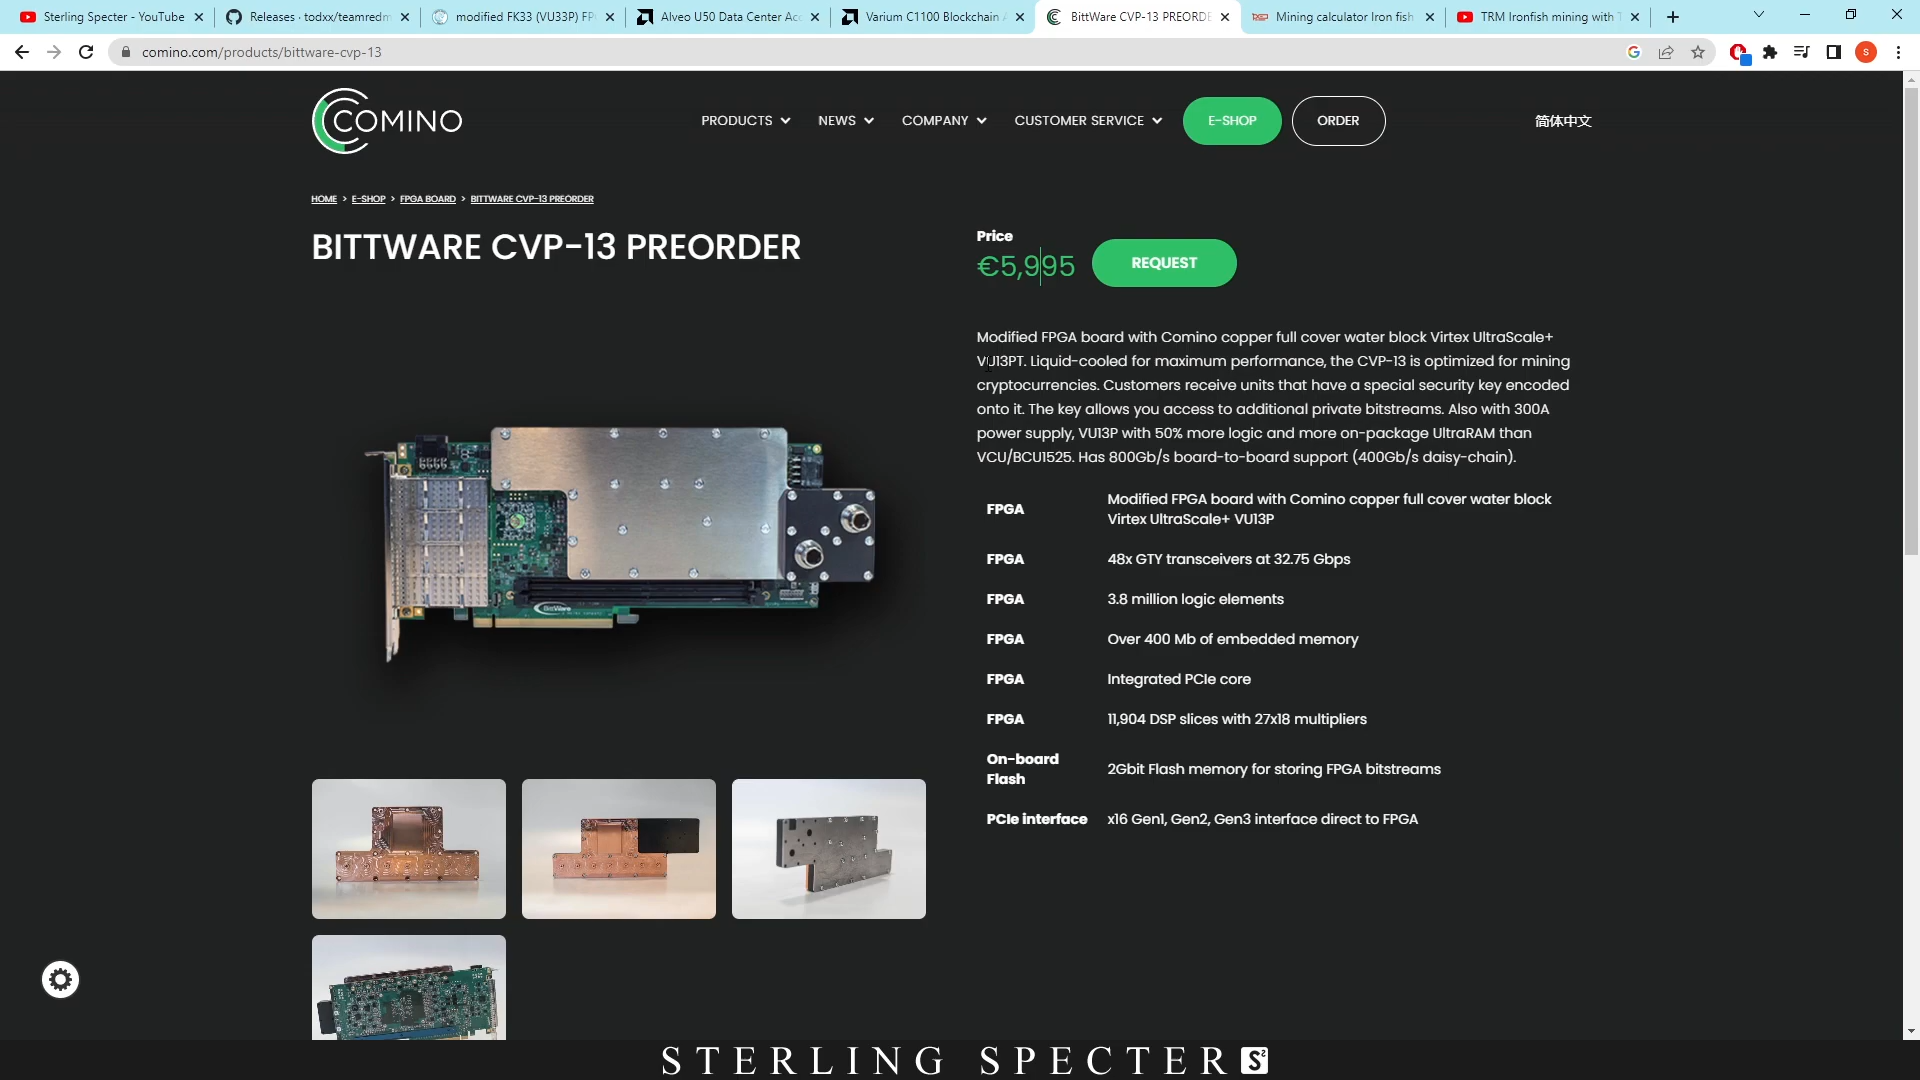 Sterling Specter - YouTube
Releases · todxx/teamredm
modified FK33 (VU33P) FP
Alveo U50 Data Center Acc
Varium C1100 Blockchain A
BittWare CVP-13 PREORDE
Mining calculator Iron fish
TRM Ironfish mining with T
comino.com/products/bittware-cvp-13
S
COMINO
PRODUCTS
NEWS
COMPANY
CUSTOMER SERVICE
E-SHOP
ORDER
简体中文
HOME > E-SHOP > FPGA BOARD > BITTWARE CVP-13 PREORDER
BITTWARE CVP-13 PREORDER
Price
€5,995
REQUEST
Modified FPGA board with Comino copper full cover water block Virtex UltraScale+
VU13PT. Liquid-cooled for maximum performance, the CVP-13 is optimized for mining
cryptocurrencies. Customers receive units that have a special security key encoded
onto it. The key allows you access to additional private bitstreams. Also with 300A
power supply, VU13P with 50% more logic and more on-package UltraRAM than
VCU/BCU1525. Has 800Gb/s board-to-board support (400Gb/s daisy-chain).
FPGA
Modified FPGA board with Comino copper full cover water block
Virtex UltraScale+ VU13P
FPGA
48x GTY transceivers at 32.75 Gbps
FPGA
3.8 million logic elements
FPGA
Over 400 Mb of embedded memory
FPGA
Integrated PCIe core
FPGA
11,904 DSP slices with 27x18 multipliers
On-board
Flash
2Gbit Flash memory for storing FPGA bitstreams
PCIe interface
x16 Gen1, Gen2, Gen3 interface direct to FPGA
BittWare
STERLING SPECTER S²